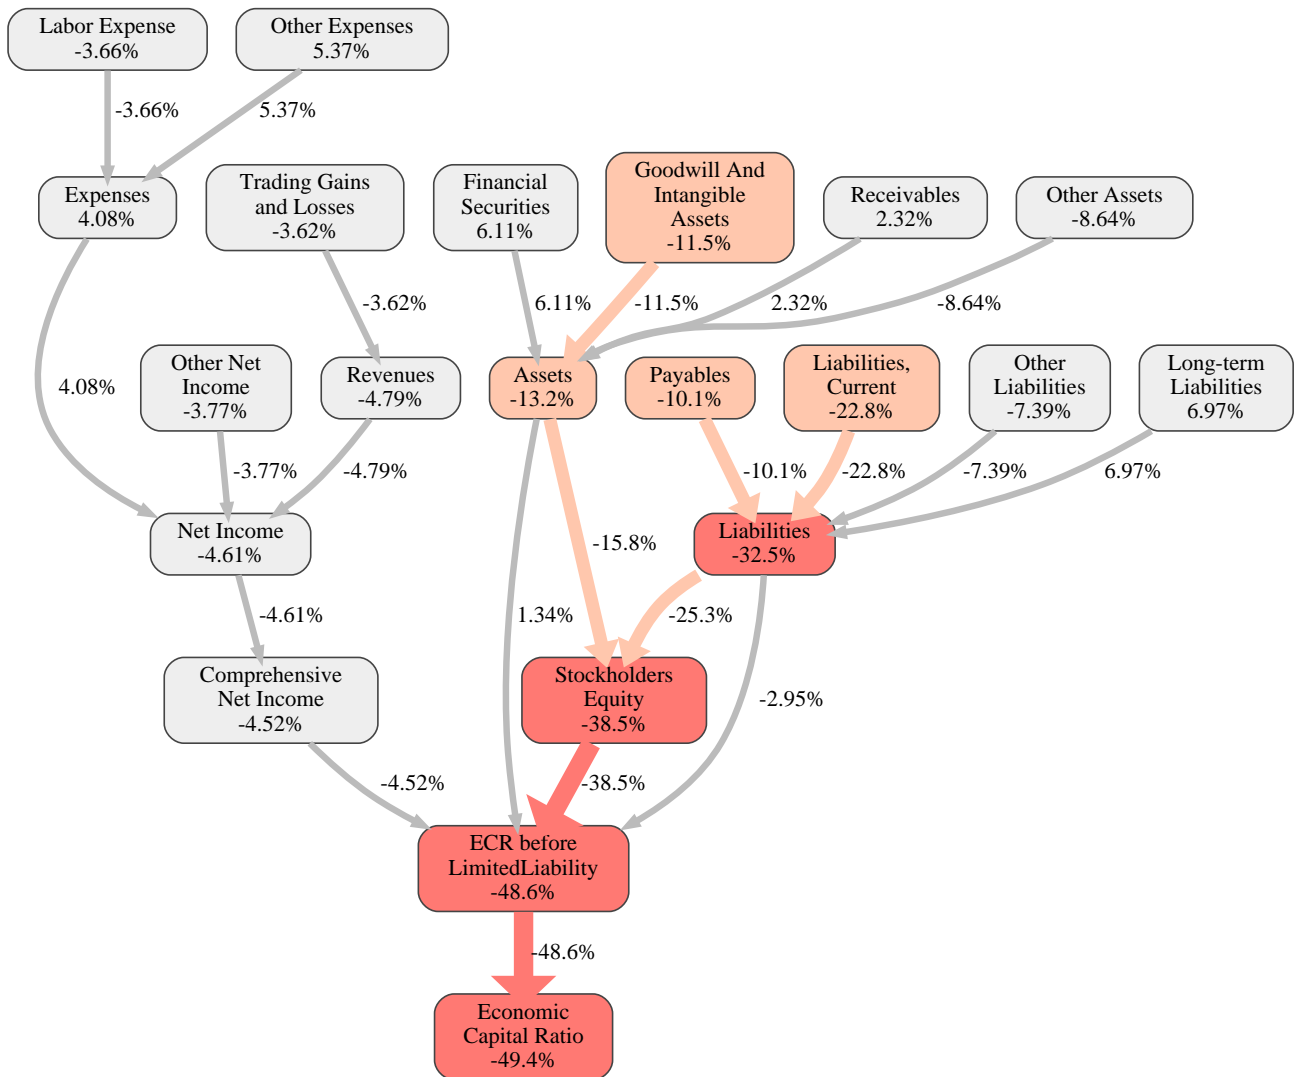 Labor Expense
-3.66%
Other Expenses
5.37%
-3.66%
5.37%
Expenses
4.08%
Trading Gains
and Losses
-3.62%
Financial
Securities
6.11%
Goodwill And
Intangible
Assets
-11.5%
Receivables
2.32%
Other Assets
-8.64%
-3.62%
6.11%
-11.5%
2.32%
-8.64%
4.08%
Other Net
Income
-3.77%
Revenues
-4.79%
Assets
-13.2%
Payables
-10.1%
Liabilities,
Current
-22.8%
Other
Liabilities
-7.39%
Long-term
Liabilities
6.97%
-3.77%
-4.79%
-10.1%
-22.8%
-7.39%
6.97%
Net Income
-4.61%
-15.8%
Liabilities
-32.5%
-4.61%
1.34%
-25.3%
Comprehensive
Net Income
-4.52%
Stockholders
Equity
-38.5%
-2.95%
-4.52%
-38.5%
ECR before
LimitedLiability
-48.6%
-48.6%
Economic
Capital Ratio
-49.4%